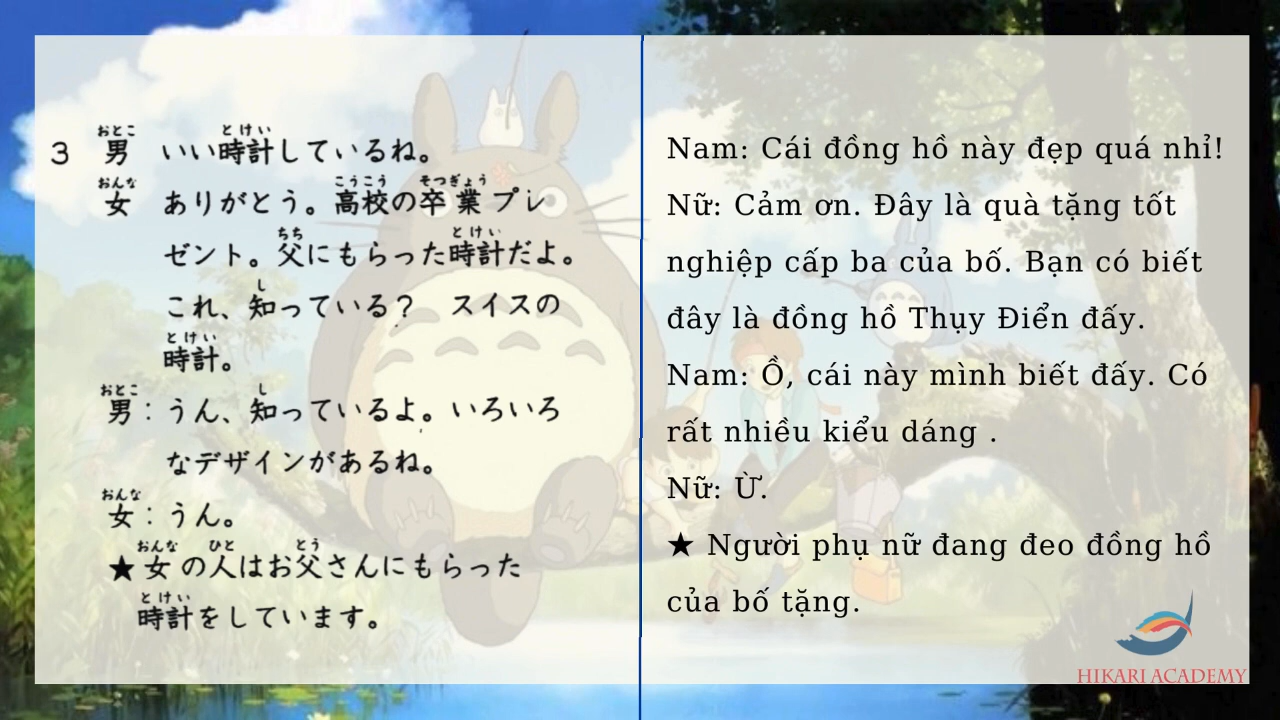 3 男 いい時計しているね。
女 ありがとう。高校の卒業プレ
ゼント。父にもらった時計だよ。
これ、知っている? スイスの
時計。
男:うん、知っているよ。いろいろ
なデザインがあるね。
女:うん。
★女の人はお父さんにもらった
時計をしています。
Nam: Cái đồng hồ này đẹp quá nhỉ!
Nữ: Cảm ơn. Đây là quà tặng tốt
nghiệp cấp ba của bố. Bạn có biết
đây là đồng hồ Thụy Điển đấy.
Nam: Ồ, cái này mình biết đấy. Có
rất nhiều kiểu dáng .
Nữ: Ừ.
★ Người phụ nữ đang đeo đồng hồ
của bố tặng.
HIKARI ACADEMY